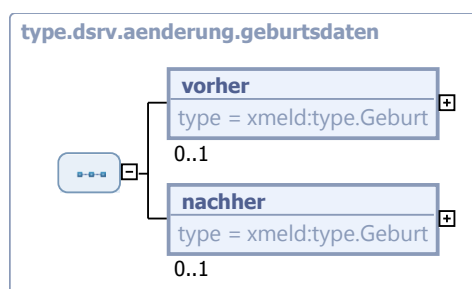 type.dsrv.aenderung.geburtsdaten
vorher
type = xmeld:type.Geburt
0..1
nachher
type = xmeld:type.Geburt
0..1